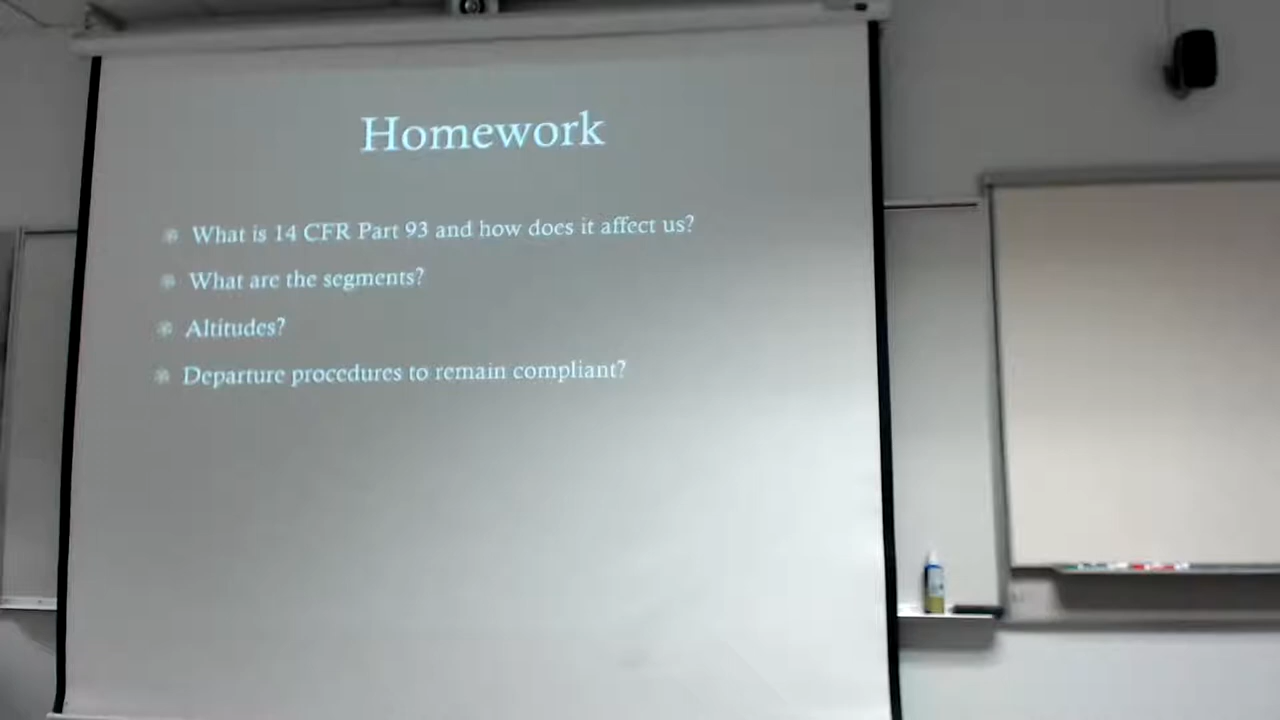 Homework
What is 14 CFR Part 93 and how does it affect us?
What are the segments?
Altitudes?
Departure procedures to remain compliant?